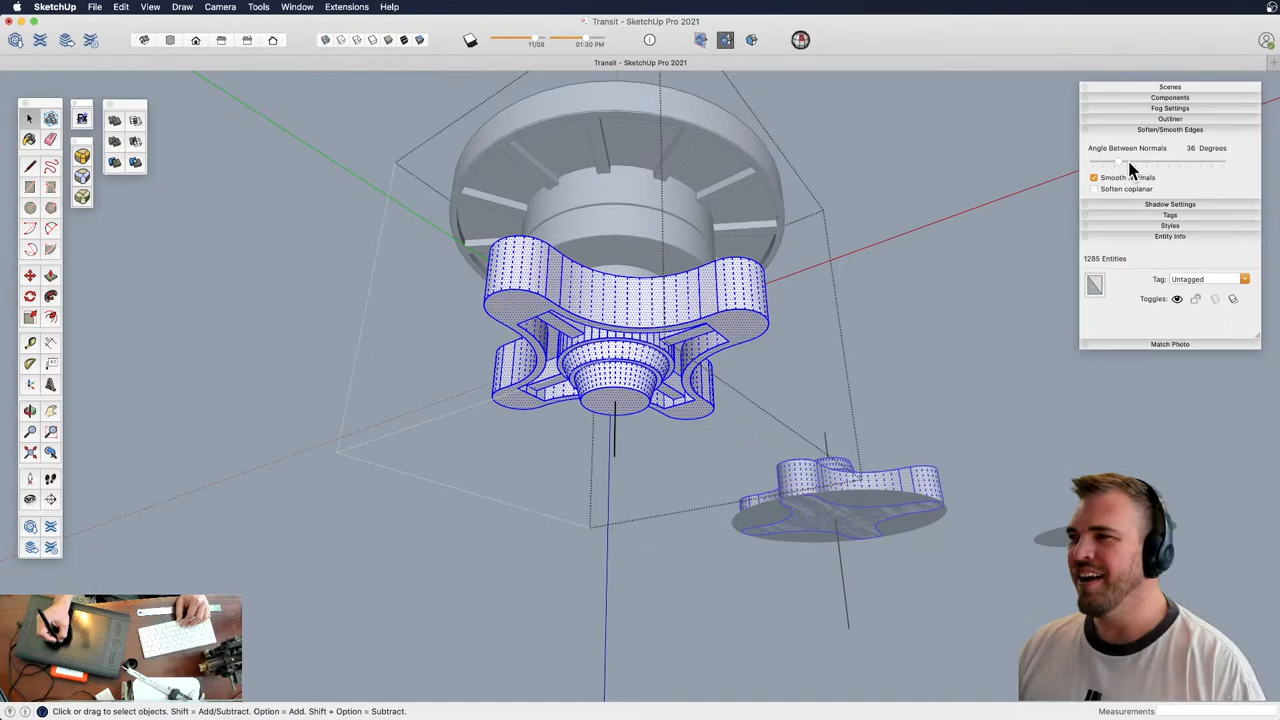 SketchUp File Edit View Draw Camera Tools Window Extensions Help
Transit - SketchUp Pro 2021
11/08 01:30 PM
Transit - SketchUp Pro 2021
Scenes
Components
Fog Settings
Outliner
Soften/Smooth Edges
Angle Between Normals 36 Degrees
Soften coplanar
Shadow Settings
Tags
Styles
Entity Info
1285 Entities
Tag: Untagged
Toggles:
Match Photo
Click or drag to select objects. Shift = Add/Subtract. Option = Add. Shift + Option = Subtract.
Measurements